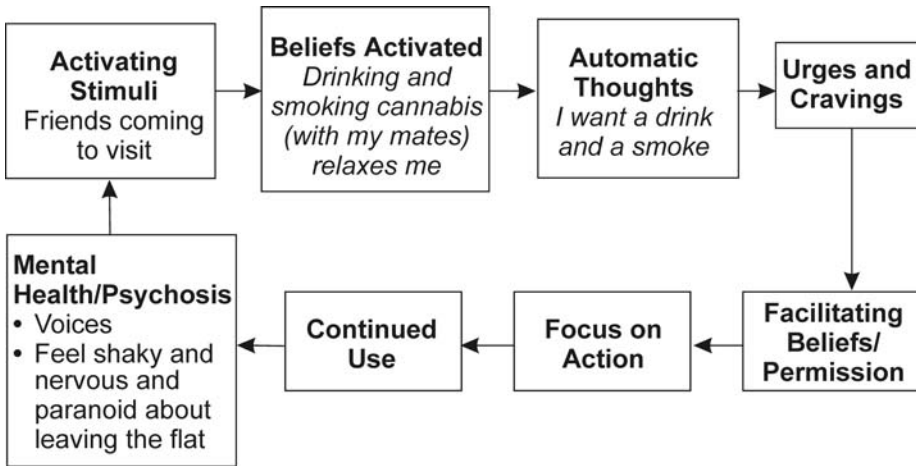 Activating
Stimuli
Friends coming
to visit
Beliefs Activated
Drinking and
smoking cannabis
(with my mates)
relaxes me
Automatic
Thoughts
I want a drink
and a smoke
Urges and
Cravings
Facilitating
Beliefs/
Permission
Focus on
Action
Continued
Use
Mental
Health/Psychosis
• Voices
• Feel shaky and
nervous and
paranoid about
leaving the flat